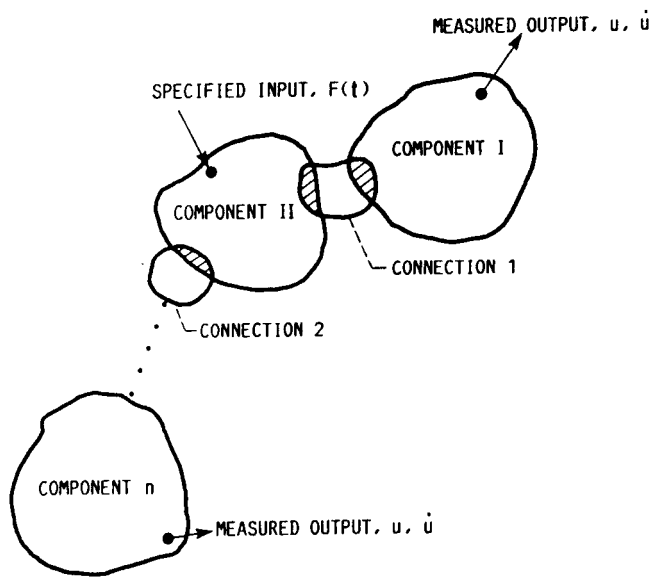 MEASURED OUTPUT, u, u̇
SPECIFIED INPUT, F(t)
COMPONENT I
COMPONENT II
CONNECTION 1
CONNECTION 2
COMPONENT n
MEASURED OUTPUT, u, u̇